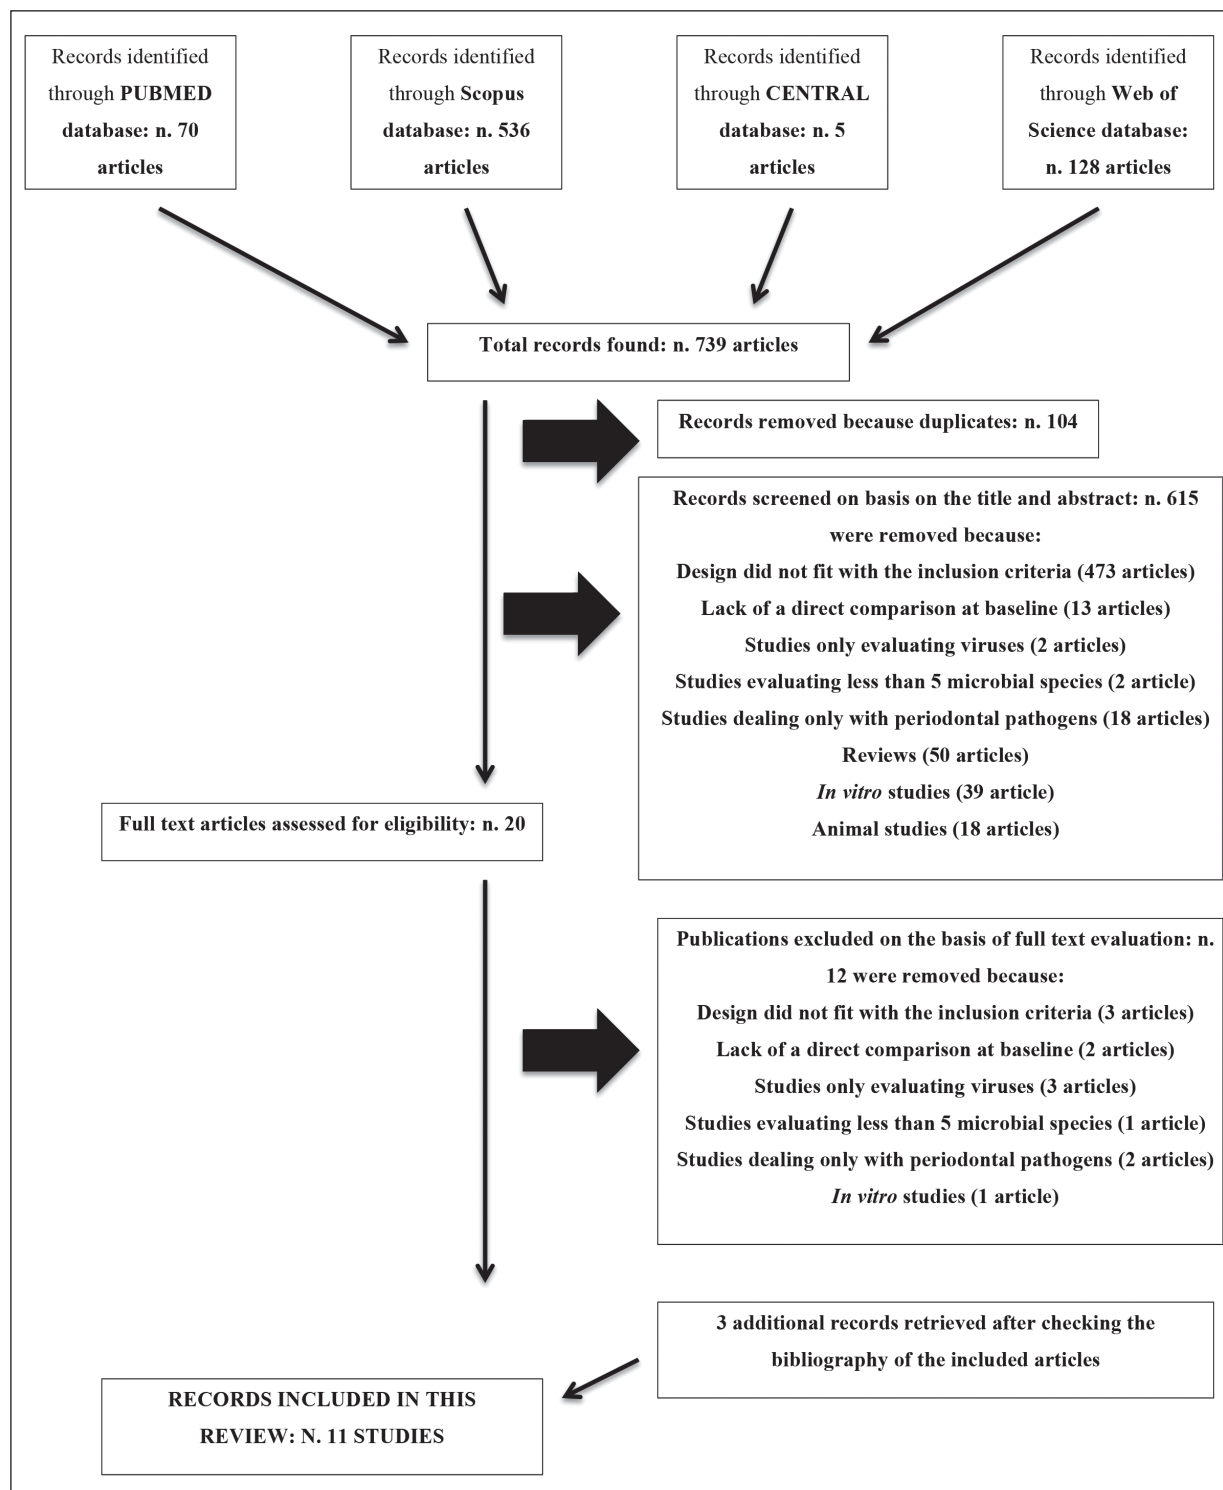 Records identified
through PUBMED
database: n. 70
articles
Records identified
through Scopus
database: n. 536
articles
Records identified
through CENTRAL
database: n. 5
articles
Records identified
through Web of
Science database:
n. 128 articles
Total records found: n. 739 articles
Records removed because duplicates: n. 104
Records screened on basis on the title and abstract: n. 615
were removed because:
Design did not fit with the inclusion criteria (473 articles)
Lack of a direct comparison at baseline (13 articles)
Studies only evaluating viruses (2 articles)
Studies evaluating less than 5 microbial species (2 article)
Studies dealing only with periodontal pathogens (18 articles)
Reviews (50 articles)
In vitro studies (39 article)
Animal studies (18 articles)
Full text articles assessed for eligibility: n. 20
Publications excluded on the basis of full text evaluation: n.
12 were removed because:
Design did not fit with the inclusion criteria (3 articles)
Lack of a direct comparison at baseline (2 articles)
Studies only evaluating viruses (3 articles)
Studies evaluating less than 5 microbial species (1 article)
Studies dealing only with periodontal pathogens (2 articles)
In vitro studies (1 article)
3 additional records retrieved after checking the
bibliography of the included articles
RECORDS INCLUDED IN THIS
REVIEW: N. 11 STUDIES